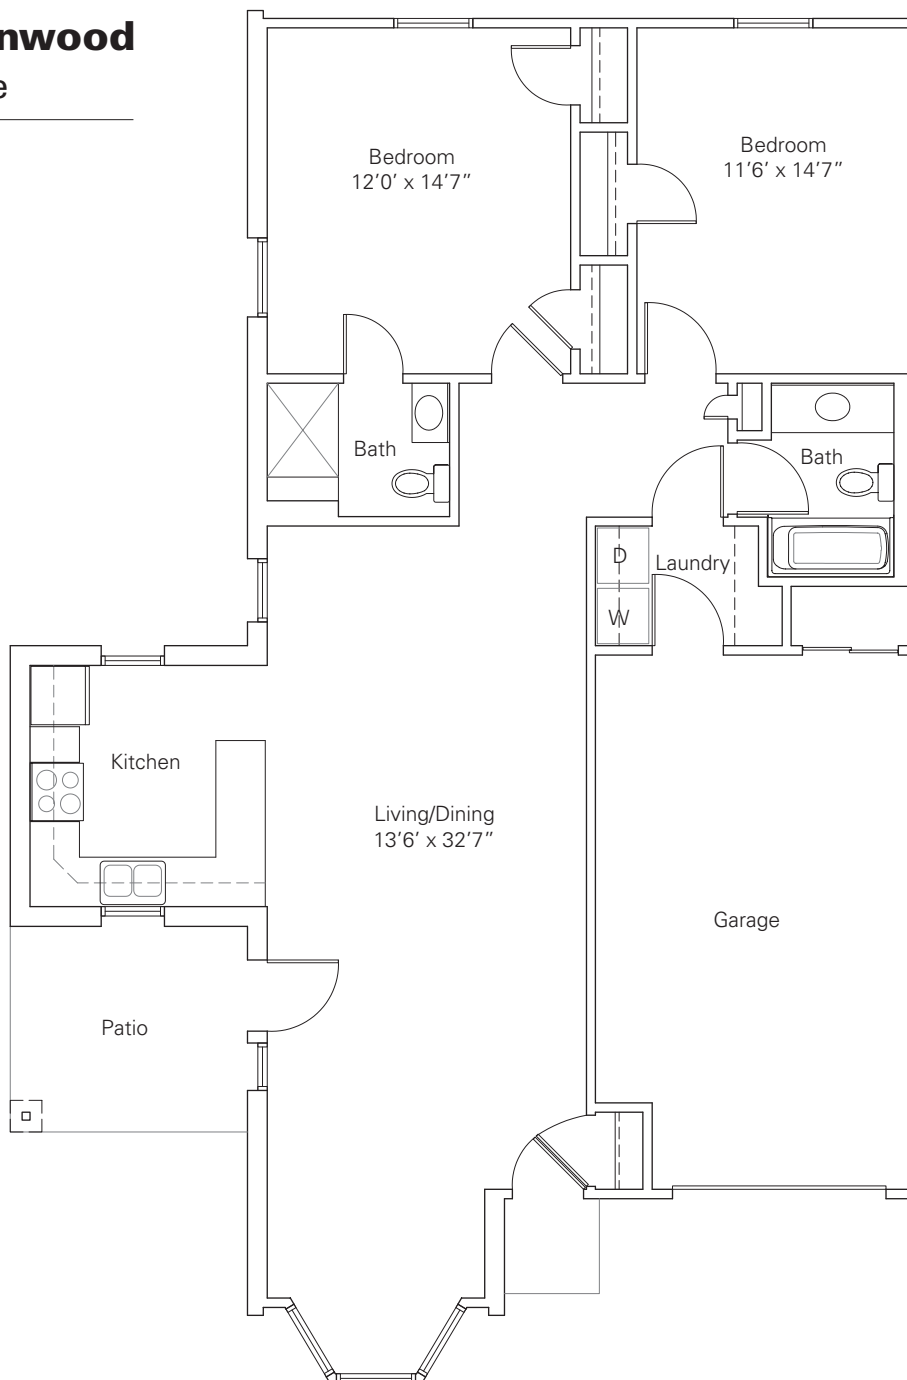 nwood
e
Bedroom
12’0’ x 14’7”
Bedroom
11’6’ x 14’7”
Bath
Bath
D
Laundry
W
Kitchen
Living/Dining
13’6’ x 32’7”
Garage
Patio